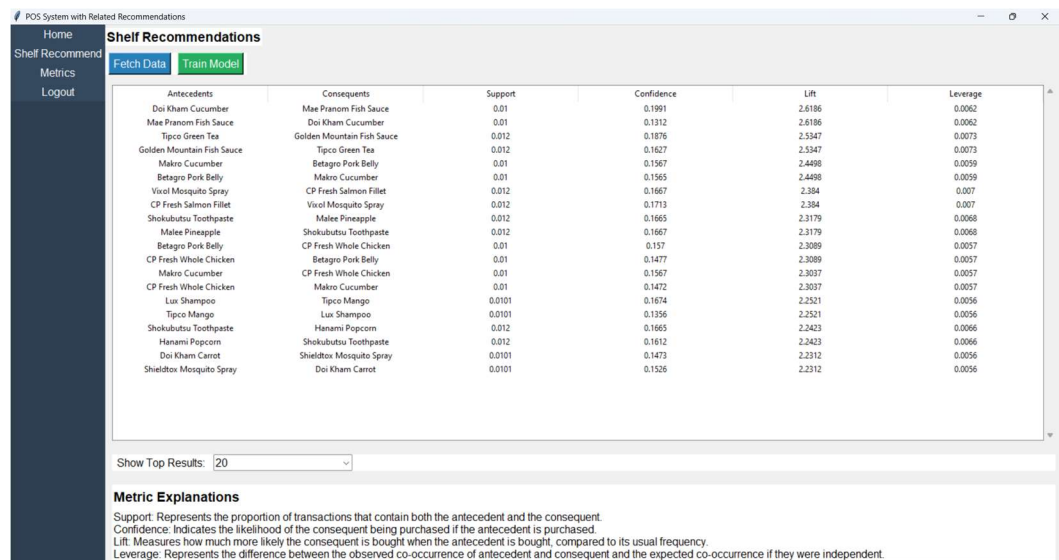 POS System with Related Recommendations
Home
Shelf Recommend
Metrics
Logout
Shelf Recommendations
Fetch Data Train Model
Antecedents Consequents Support Confidence Lift Leverage
Doi Kham Cucumber Mae Pranom Fish Sauce 0.01 0.1991 2.6186 0.0062
Mae Pranom Fish Sauce Doi Kham Cucumber 0.01 0.1312 2.6186 0.0062
Tipco Green Tea Golden Mountain Fish Sauce 0.012 0.1876 2.5347 0.0073
Golden Mountain Fish Sauce Tipco Green Tea 0.012 0.1627 2.5347 0.0073
Makro Cucumber Betagro Pork Belly 0.01 0.1567 2.4498 0.0059
Betagro Pork Belly Makro Cucumber 0.01 0.1565 2.4498 0.0059
Vixol Mosquito Spray CP Fresh Salmon Fillet 0.012 0.1667 2.384 0.007
CP Fresh Salmon Fillet Vixol Mosquito Spray 0.012 0.1713 2.384 0.007
Shokubutsu Toothpaste Malee Pineapple 0.012 0.1665 2.3179 0.0068
Malee Pineapple Shokubutsu Toothpaste 0.012 0.1667 2.3179 0.0068
Betagro Pork Belly CP Fresh Whole Chicken 0.01 0.157 2.3089 0.0057
CP Fresh Whole Chicken Betagro Pork Belly 0.01 0.1477 2.3089 0.0057
Makro Cucumber CP Fresh Whole Chicken 0.01 0.1567 2.3037 0.0057
CP Fresh Whole Chicken Makro Cucumber 0.01 0.1472 2.3037 0.0057
Lux Shampoo Tipco Mango 0.0101 0.1674 2.2521 0.0056
Tipco Mango Lux Shampoo 0.0101 0.1356 2.2521 0.0056
Shokubutsu Toothpaste Hanami Popcorn 0.012 0.1665 2.2423 0.0066
Hanami Popcorn Shokubutsu Toothpaste 0.012 0.1612 2.2423 0.0066
Doi Kham Carrot Shieldtox Mosquito Spray 0.0101 0.1473 2.2312 0.0056
Shieldtox Mosquito Spray Doi Kham Carrot 0.0101 0.1526 2.2312 0.0056
Show Top Results: 20
Metric Explanations
Support: Represents the proportion of transactions that contain both the antecedent and the consequent.
Confidence: Indicates the likelihood of the consequent being purchased if the antecedent is purchased.
Lift: Measures how much more likely the consequent is bought when the antecedent is bought, compared to its usual frequency.
Leverage: Represents the difference between the observed co-occurrence of antecedent and consequent and the expected co-occurrence if they were independent.